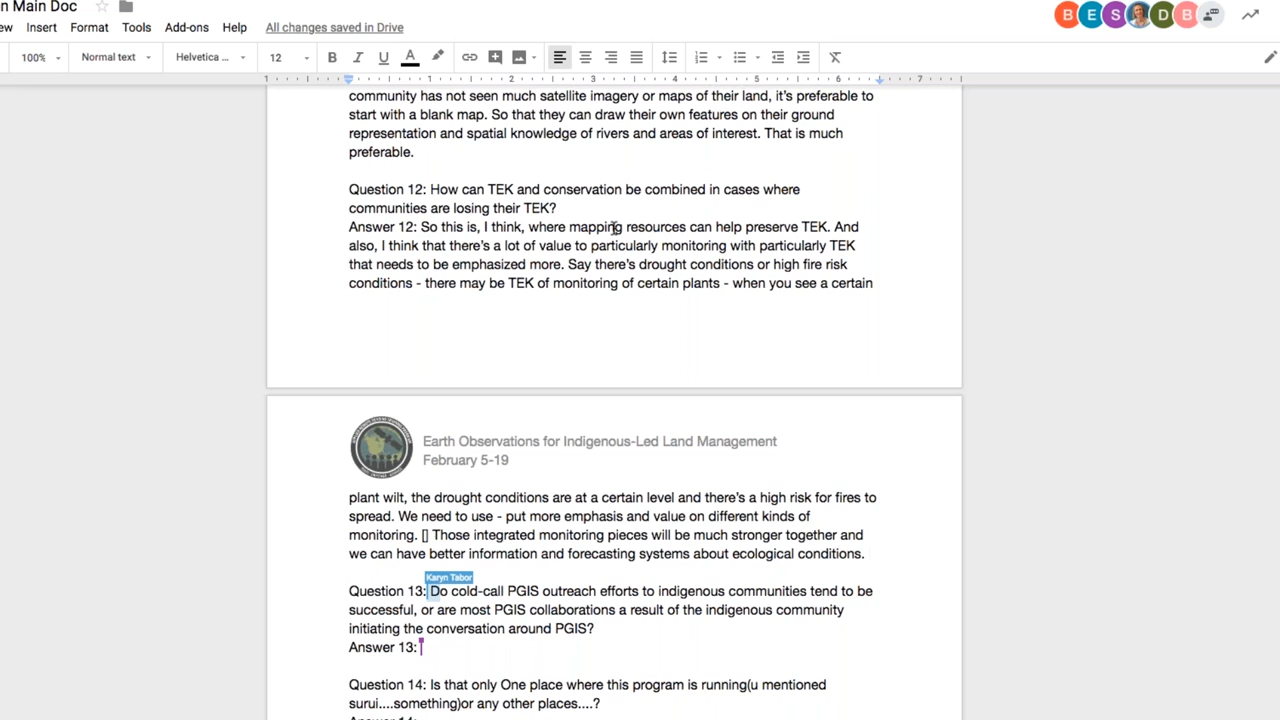 n Main Doc
ew Insert Format Tools Add-ons Help All changes saved in Drive
B E S D B
100% Normal text Helvetica ... 12 B I U A
1 1 2 3 4 5 6 7
community has not seen much satellite imagery or maps of their land, it's preferable to
start with a blank map. So that they can draw their own features on their ground
representation and spatial knowledge of rivers and areas of interest. That is much
preferable.
Question 12: How can TEK and conservation be combined in cases where
communities are losing their TEK?
Answer 12: So this is, I think, where mapping resources can help preserve TEK. And
also, I think that there's a lot of value to particularly monitoring with particularly TEK
that needs to be emphasized more. Say there's drought conditions or high fire risk
conditions - there may be TEK of monitoring of certain plants - when you see a certain
Earth Observations for Indigenous-Led Land Management
February 5-19
plant wilt, the drought conditions are at a certain level and there's a high risk for fires to
spread. We need to use - put more emphasis and value on different kinds of
monitoring. [] Those integrated monitoring pieces will be much stronger together and
we can have better information and forecasting systems about ecological conditions.
Karyn Tabor
Question 13: Do cold-call PGIS outreach efforts to indigenous communities tend to be
successful, or are most PGIS collaborations a result of the indigenous community
initiating the conversation around PGIS?
Answer 13:
Question 14: Is that only One place where this program is running(u mentioned
surui....something)or any other places....?
Answer 14: